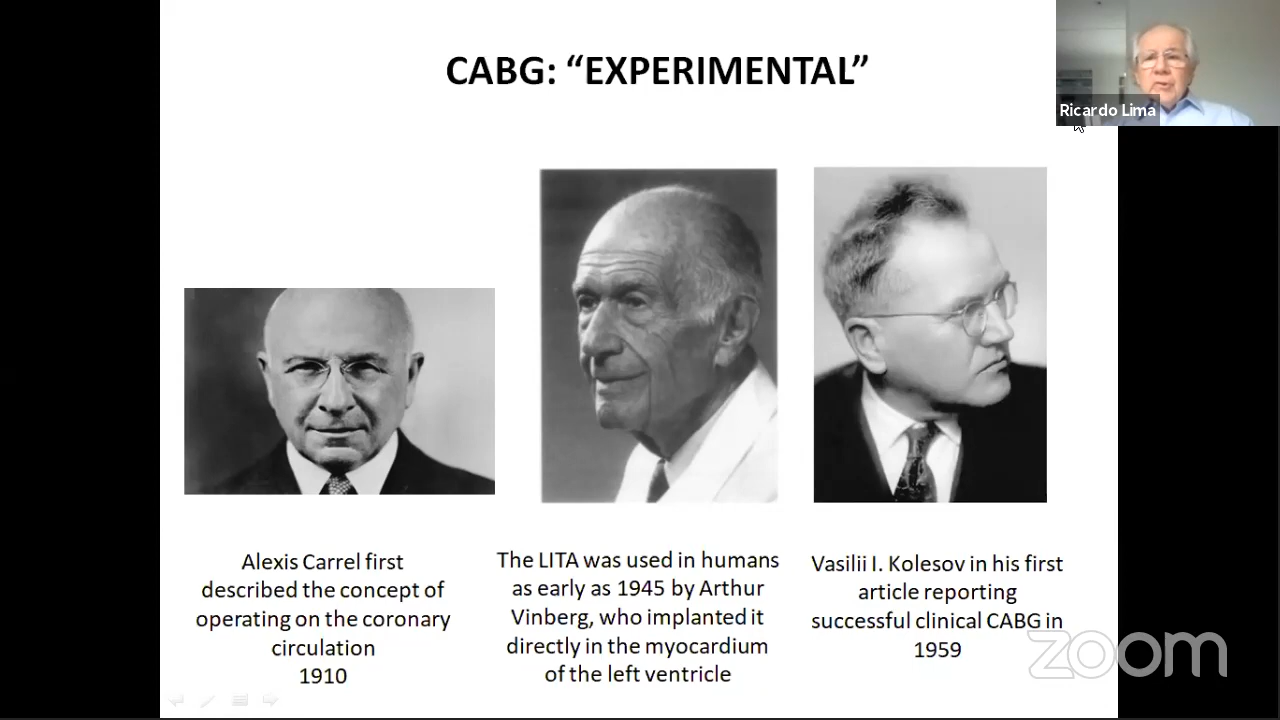 CABG: “EXPERIMENTAL”
Ricardo Lima
Alexis Carrel first
described the concept of
operating on the coronary
circulation
1910
The LITA was used in humans
as early as 1945 by Arthur
Vinberg, who implanted it
directly in the myocardium
of the left ventricle
Vasilii I. Kolesov in his first
article reporting
successful clinical CABG in
1959
zoom